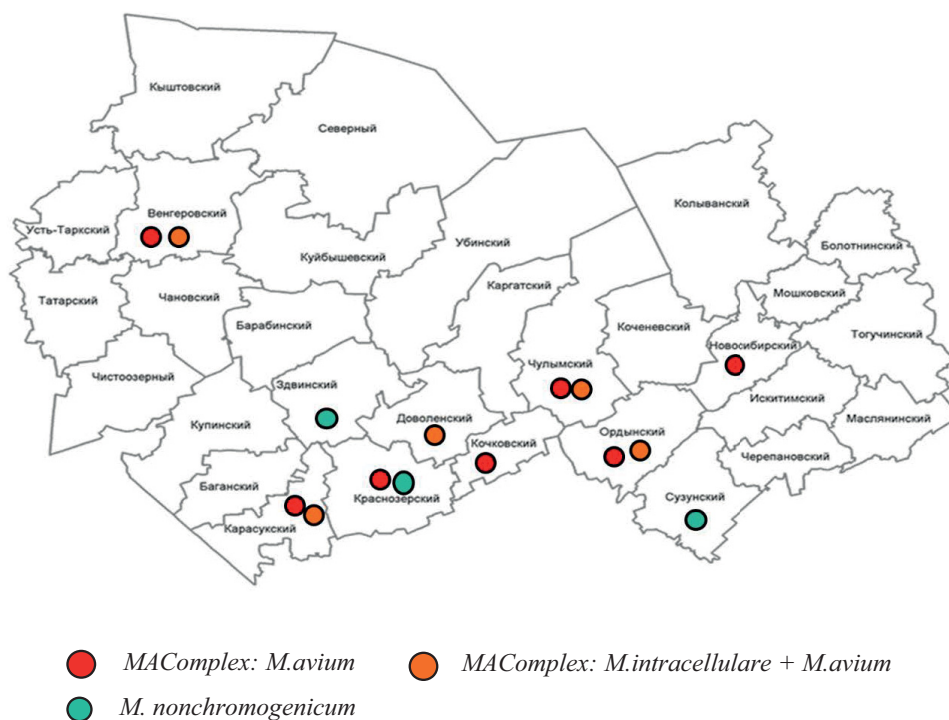 Кыштовский
Северный
Колыванский
Усть-Таркский
Венгеровский
Болотнинский
Убинский
Куйбышевский
Каргатский
Мошковский
Татарский
Чановский
Барабинский
Коченевский
Тогучинский
Новосибирский
Чулымский
Чистоозерный
Здвинский
Искитимский
Маслянинский
Доволенский
Купинский
Ордынский
Кочковский
Черепановский
Баганский
Краснозерский
Сузунский
Карасукский
MAComplex: M.avium
MAComplex: M.intracellulare + M.avium
M. nonchromogenicum